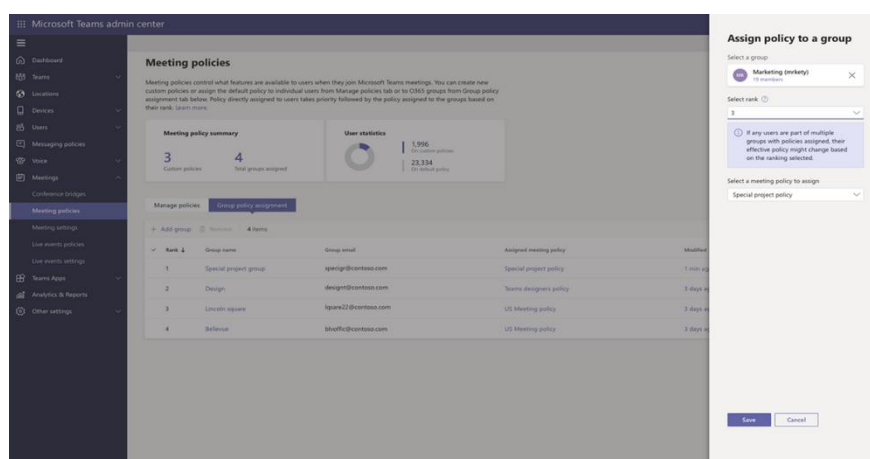 Microsoft Teams admin center
Dashboard
Teams
Locations
Devices
Users
Messaging policies
Voice
Meetings
Conference bridges
Meeting policies
Meeting settings
Live events policies
Live events settings
Teams Apps
Analytics & Reports
Other settings
Meeting policies
Meeting policies control what features are available to users when they join Microsoft Teams meetings. You can create new
custom policies or assign the default policy to individual users from Manage policies tab or to O365 groups from Group policy
assignment tab below. Policy directly assigned to users takes priority followed by the policy assigned to the groups based on
their rank. Learn more.
Meeting policy summary
3
Custom policies
4
Total groups assigned
User statistics
1,996
On custom policies
23,334
On default policy
Manage policies Group policy assignment
+ Add group Remove 4 items
Rank ↓ Group name Group email Assigned meeting policy Modified
1 Special project group specigr@contoso.com Special project policy 1 min
2 Design designt@contoso.com Teams designers policy 3 days
3 Lincoln square lquare22@contoso.com US Meeting policy 3 days
4 Bellevue blvoffic@contoso.com US Meeting policy 3 days
Assign policy to a group
Select a group
Marketing (mrkety)
19 members
Select rank
3
If any users are part of multiple
groups with policies assigned, their
effective policy might change based
on the ranking selected.
Select a meeting policy to assign
Special project policy
Save Cancel